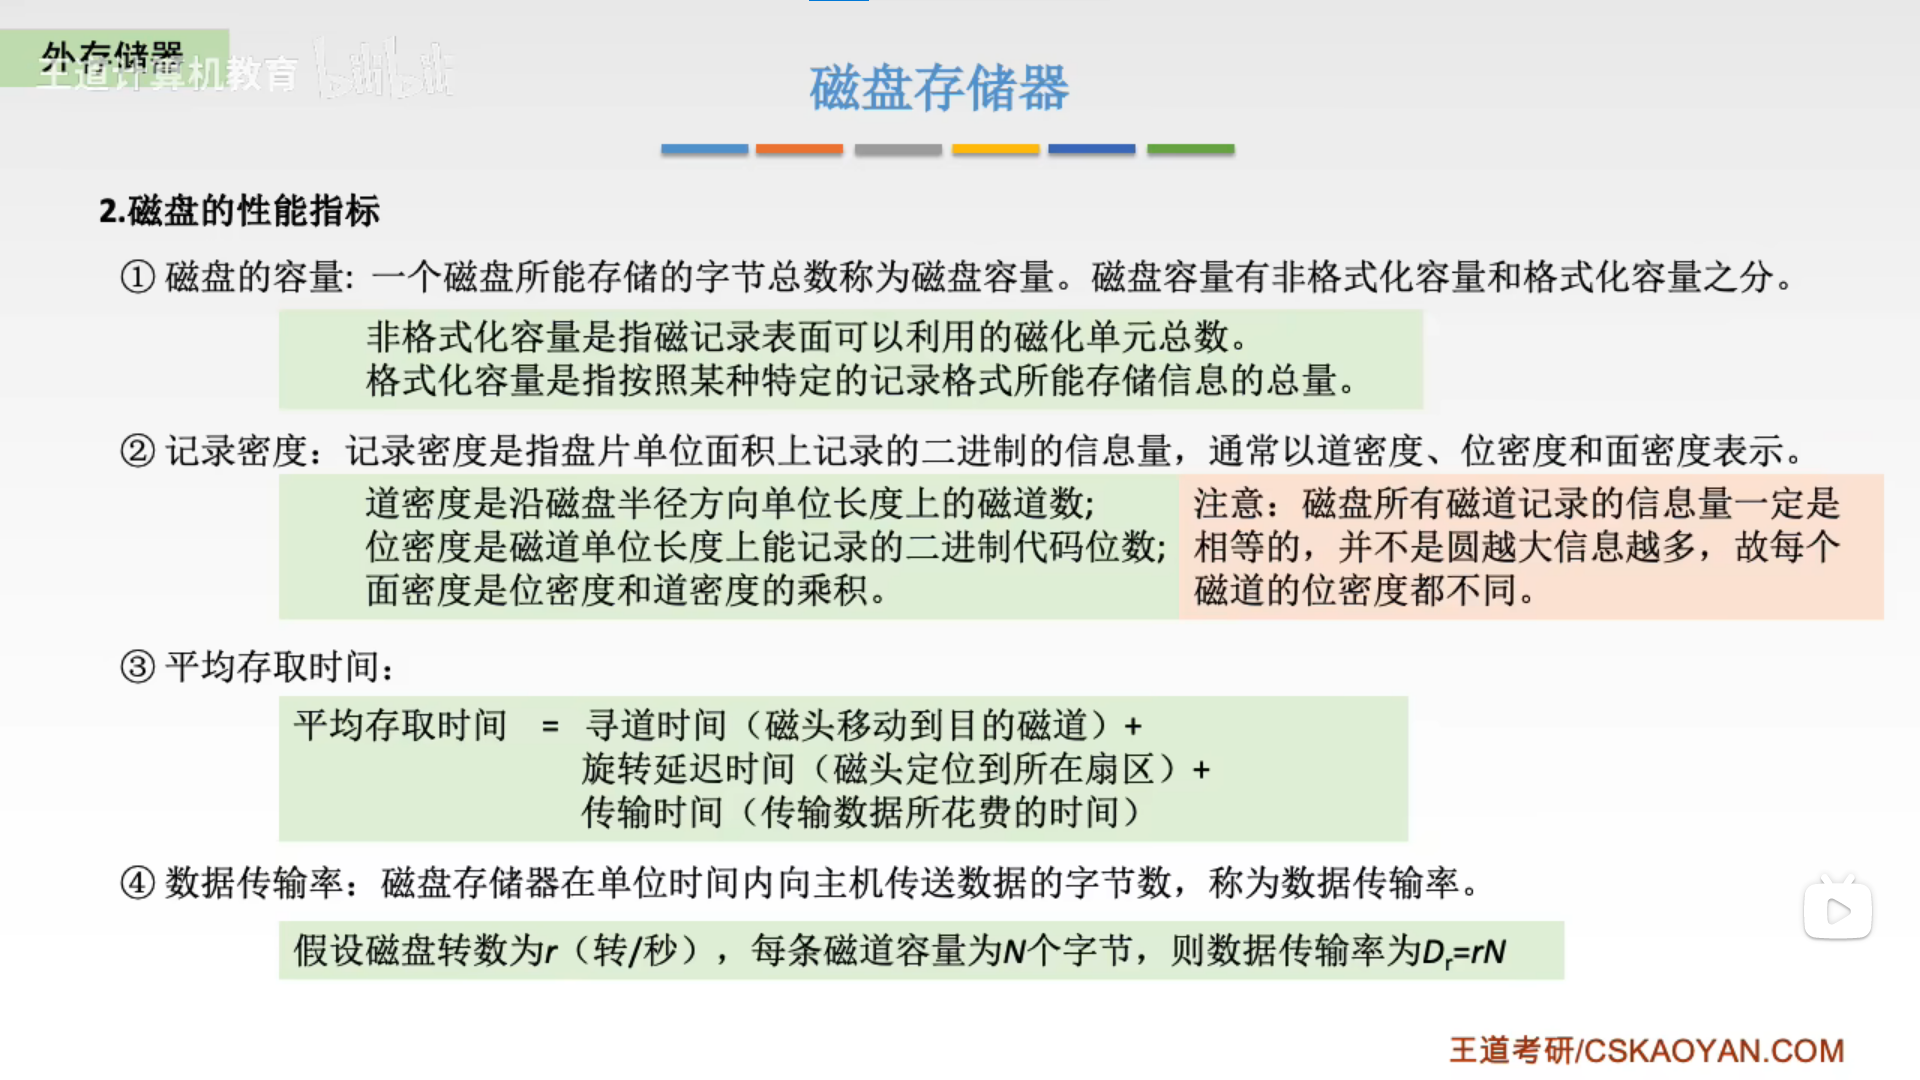 外存储器
王道计算机教育 bilibili
磁盘存储器
2.磁盘的性能指标
① 磁盘的容量: 一个磁盘所能存储的字节总数称为磁盘容量。磁盘容量有非格式化容量和格式化容量之分。
非格式化容量是指磁记录表面可以利用的磁化单元总数。
格式化容量是指按照某种特定的记录格式所能存储信息的总量。
② 记录密度：记录密度是指盘片单位面积上记录的二进制的信息量，通常以道密度、位密度和面密度表示。
道密度是沿磁盘半径方向单位长度上的磁道数;
位密度是磁道单位长度上能记录的二进制代码位数;
面密度是位密度和道密度的乘积。
注意：磁盘所有磁道记录的信息量一定是
相等的，并不是圆越大信息越多，故每个
磁道的位密度都不同。
③ 平均存取时间：
平均存取时间 = 寻道时间（磁头移动到目的磁道）+
旋转延迟时间（磁头定位到所在扇区）+
传输时间（传输数据所花费的时间）
④ 数据传输率：磁盘存储器在单位时间内向主机传送数据的字节数，称为数据传输率。
假设磁盘转数为r（转/秒），每条磁道容量为N个字节，则数据传输率为Dr=rN
王道考研/CSKAOYAN.COM